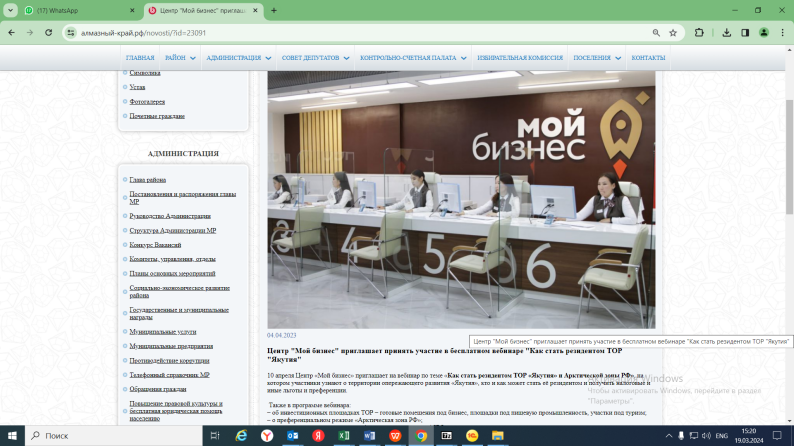 (17) WhatsApp
Центр "Мой бизнес" приглаш
алмазный-край.рф/novosti/?id=23091
ГЛАВНАЯ РАЙОН АДМИНИСТРАЦИЯ СОВЕТ ДЕПУТАТОВ КОНТРОЛЬНО-СЧЕТНАЯ ПАЛАТА ИЗБИРАТЕЛЬНАЯ КОМИССИЯ ПОСЕЛЕНИЯ КОНТАКТЫ
Символика
Устав
Фотогалерея
Почетные граждане
АДМИНИСТРАЦИЯ
Глава района
Постановления и распоряжения главы
МР
Руководство Администрации
Структура Администрации МР
Конкурс Вакансий
Комитеты, управления, отделы
Планы основных мероприятий
Социально-экономическое развитие
района
Государственные и муниципальные
награды
Муниципальные услуги
Муниципальные предприятия
Противодействие коррупции
Телефонный справочник МР
Обращения граждан
Повышение правовой культуры и
бесплатная юридическая помощь
населению
мой
бизнес
3 4 5 6
04.04.2023
Центр "Мой бизнес" приглашает принять участие в бесплатном вебинаре "Как стать резидентом ТОР "Якутия"
Центр "Мой бизнес" приглашает принять участие в бесплатном вебинаре "Как стать резидентом ТОР
"Якутия"
10 апреля Центр «Мой бизнес» приглашает на вебинар по теме «Как стать резидентом ТОР «Якутия» и Арктической зоны РФ», на
котором участники узнают о территории опережающего развития «Якутия», кто и как может стать её резидентом и получить налоговые и
иные льготы и преференции.
Также в программе вебинара:
– об инвестиционных площадках ТОР – готовые помещения под бизнес, площадки под пищевую промышленность, участки под туризм;
– о преференциальном режиме «Арктическая зона РФ»;
Windows
Чтобы активировать Windows, перейдите в раздел
"Параметры".
Поиск
ENG
15:20
19.03.2024